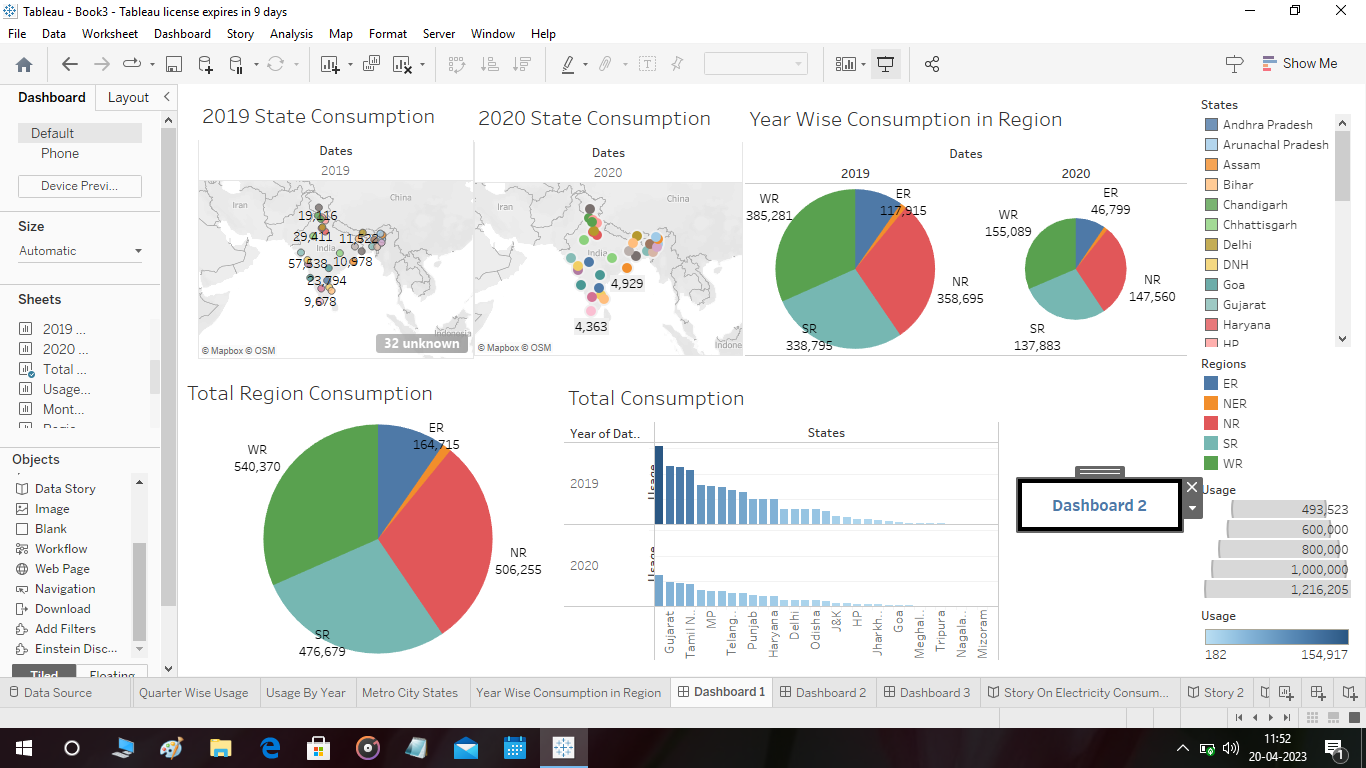 Tableau - Book3 - Tableau license expires in 9 days
File Data Worksheet Dashboard Story Analysis Map Format Server Window Help
Show Me
Dashboard Layout
Default
Phone
Device Previ...
Size
Automatic
Sheets
2019 ...
2020 ...
Total ...
Usage...
Mont...
Objects
Data Story
Image
Blank
Workflow
Web Page
Navigation
Download
Add Filters
Einstein Disc...
Tiled Floating
2019 State Consumption
Dates
2019
Iran
China
India
19,116
29,411
11,522
57,638
10,978
23,794
9,678
Indonesia
32 unknown
© Mapbox © OSM
2020 State Consumption
Dates
2020
Iran
China
India
4,929
4,363
Indone
© Mapbox © OSM
Year Wise Consumption in Region
Dates
2019 2020
WR
385,281
ER
117,915
NR
358,695
SR
338,795
WR
155,089
ER
46,799
NR
147,560
SR
137,883
Total Region Consumption
WR
540,370
ER
164,715
NR
506,255
SR
476,679
Total Consumption
Year of Dat..
States
2019
Usage
2020
Usage
Gujarat
Tamil N..
MP
Telang..
Punjab
Haryana
Delhi
Odisha
J&K
HP
Jharkh..
Goa
Meghal..
Tripura
Nagala..
Mizoram
Dashboard 2
States
Andhra Pradesh
Arunachal Pradesh
Assam
Bihar
Chandigarh
Chhattisgarh
Delhi
DNH
Goa
Gujarat
Haryana
HP
Regions
ER
NER
NR
SR
WR
Usage
493,523
600,000
800,000
1,000,000
1,216,205
Usage
182 154,917
Data Source Quarter Wise Usage Usage By Year Metro City States Year Wise Consumption in Region Dashboard 1 Dashboard 2 Dashboard 3 Story On Electricity Consum... Story 2
11:52
20-04-2023
1